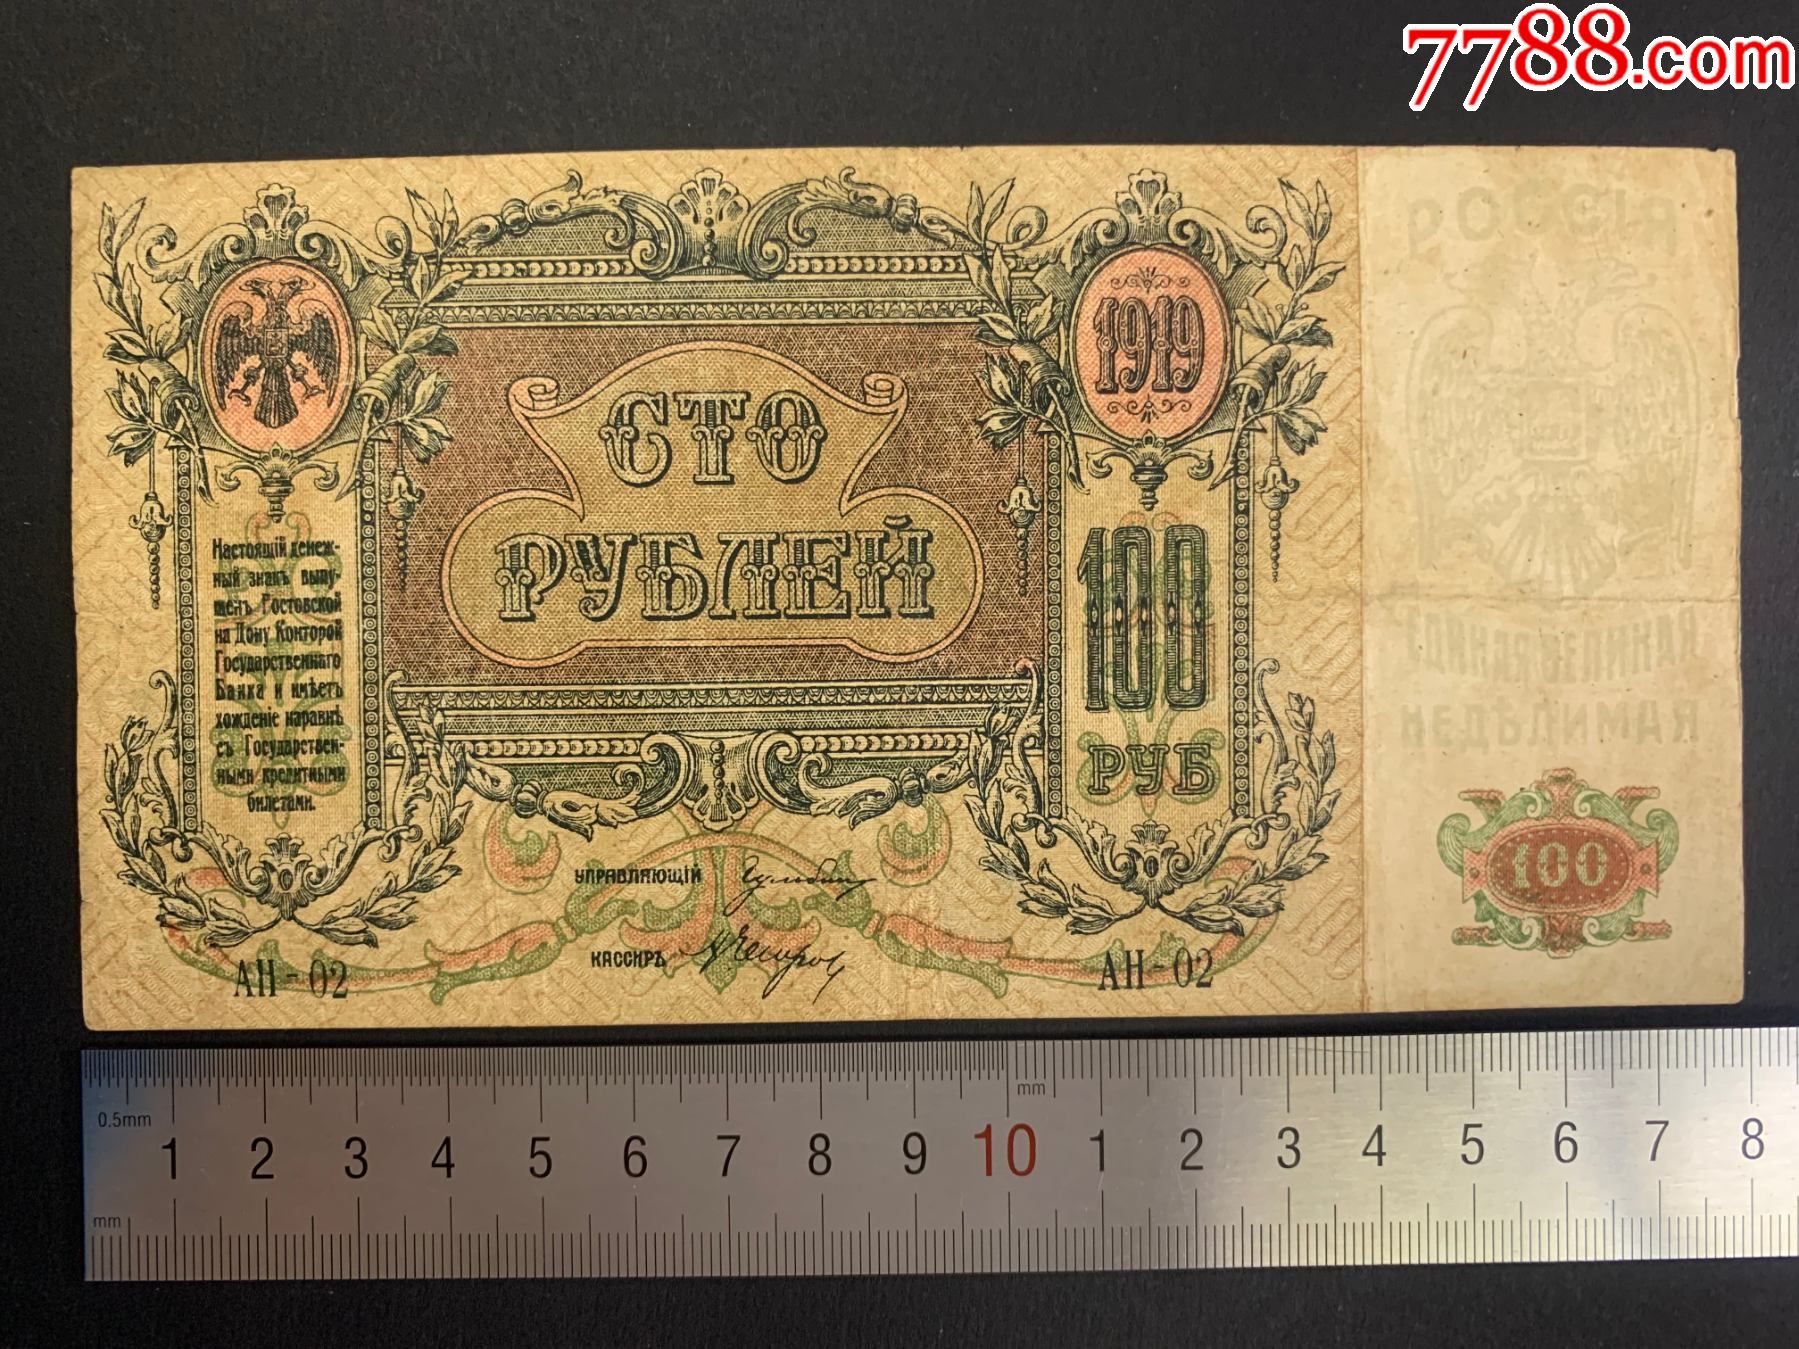 7788.com
РОССІЯ
1919
СТО
РУБЛЕЙ
100
РУБ
Настоящій денеж-
ный знакъ выпу-
щенъ Ростовской
на Дону Конторой
Государственнаго
Банка и имѣетъ
хожденіе наравнѣ
съ Государствен-
ными кредитными
билетами.
ЕДИНАЯ ВЕЛИКАЯ
НЕДѢЛИМАЯ
100
УПРАВЛЯЮЩІЙ
КАССИРЪ
АН-02
АН-02
0.5mm
mm
1 2 3 4 5 6 7 8 9 10 1 2 3 4 5 6 7 8
mm